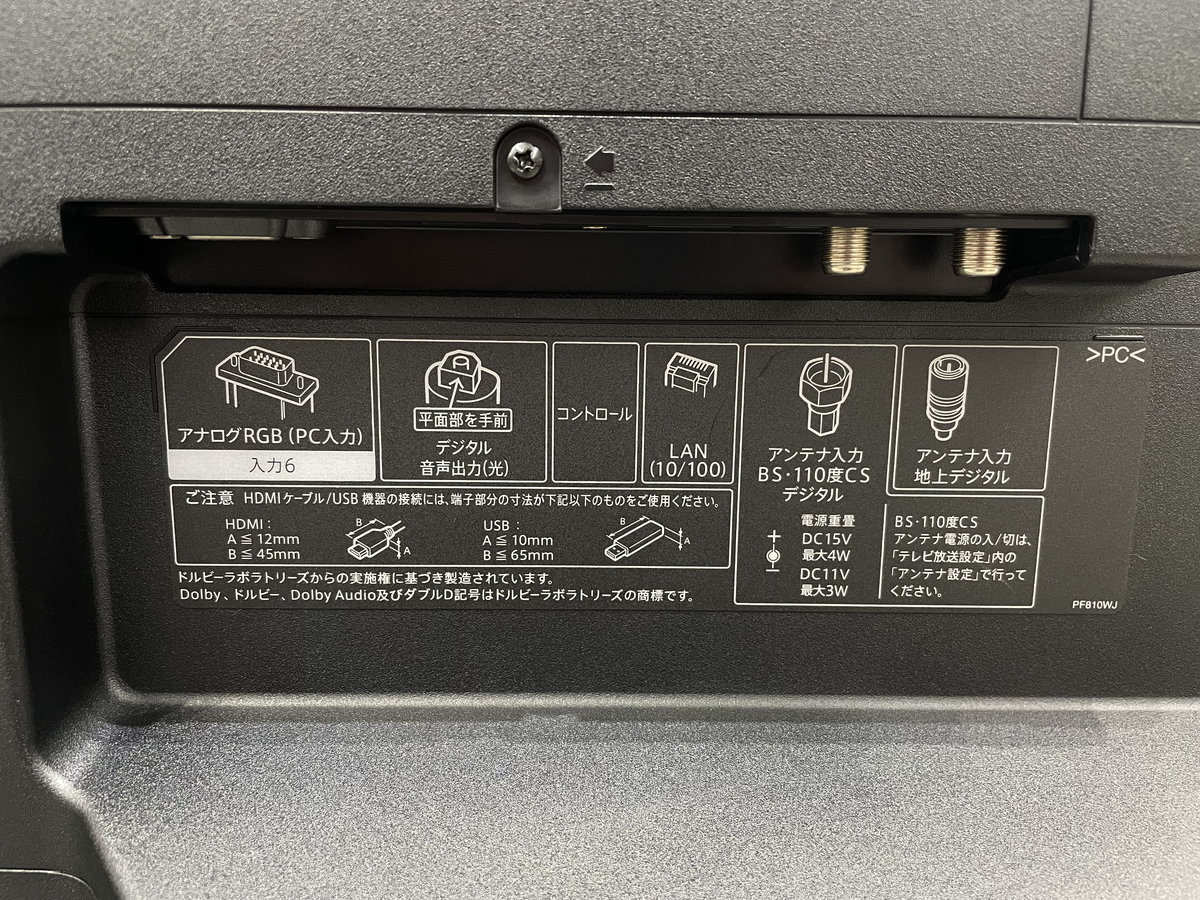 >PC<
アナログRGB（PC入力）
入力6
平面部を手前
デジタル
音声出力（光）
コントロール
LAN
（10/100）
アンテナ入力
BS・110度CS
デジタル
アンテナ入力
地上デジタル
ご注意 HDMIケーブル/USB 機器の接続には、端子部分の寸法が下記以下のものをご使用ください。
HDMI：
A ≦ 12mm
B ≦ 45mm
B
A
USB：
A ≦ 10mm
B ≦ 65mm
B
A
ドルビーラボラトリーズからの実施権に基づき製造されています。
Dolby、ドルビー、Dolby Audio及びダブルD記号はドルビーラボラトリーズの商標です。
電源重畳
+
−
DC15V
最大4W
DC11V
最大3W
BS・110度CS
アンテナ電源の入/切は、
「テレビ放送設定」内の
「アンテナ設定」で行って
ください。
PF810WJ